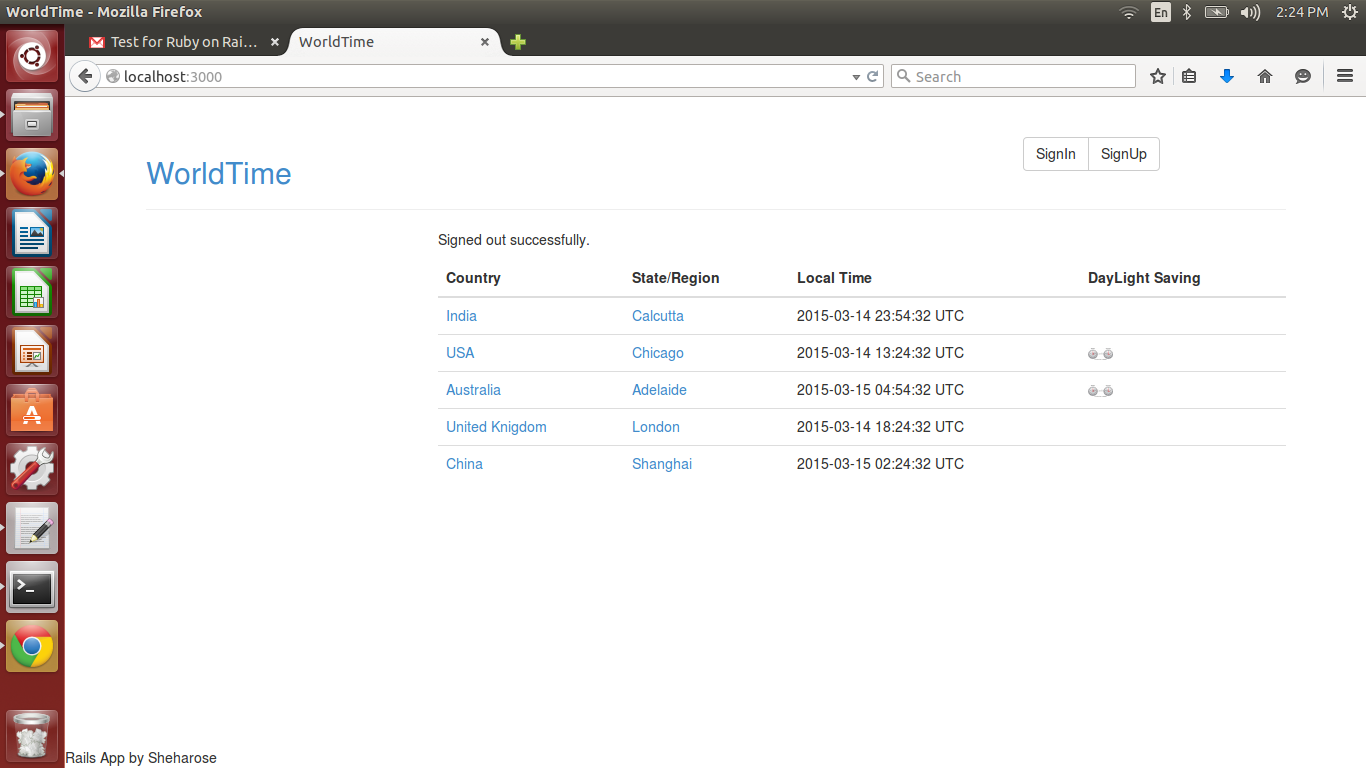 WorldTime - Mozilla Firefox
En
2:24 PM
Test for Ruby on Rai...
WorldTime
localhost:3000
Search
WorldTime
SignIn
SignUp
Signed out successfully.
Country State/Region Local Time DayLight Saving
India Calcutta 2015-03-14 23:54:32 UTC
USA Chicago 2015-03-14 13:24:32 UTC
Australia Adelaide 2015-03-15 04:54:32 UTC
United Knigdom London 2015-03-14 18:24:32 UTC
China Shanghai 2015-03-15 02:24:32 UTC
Rails App by Sheharose